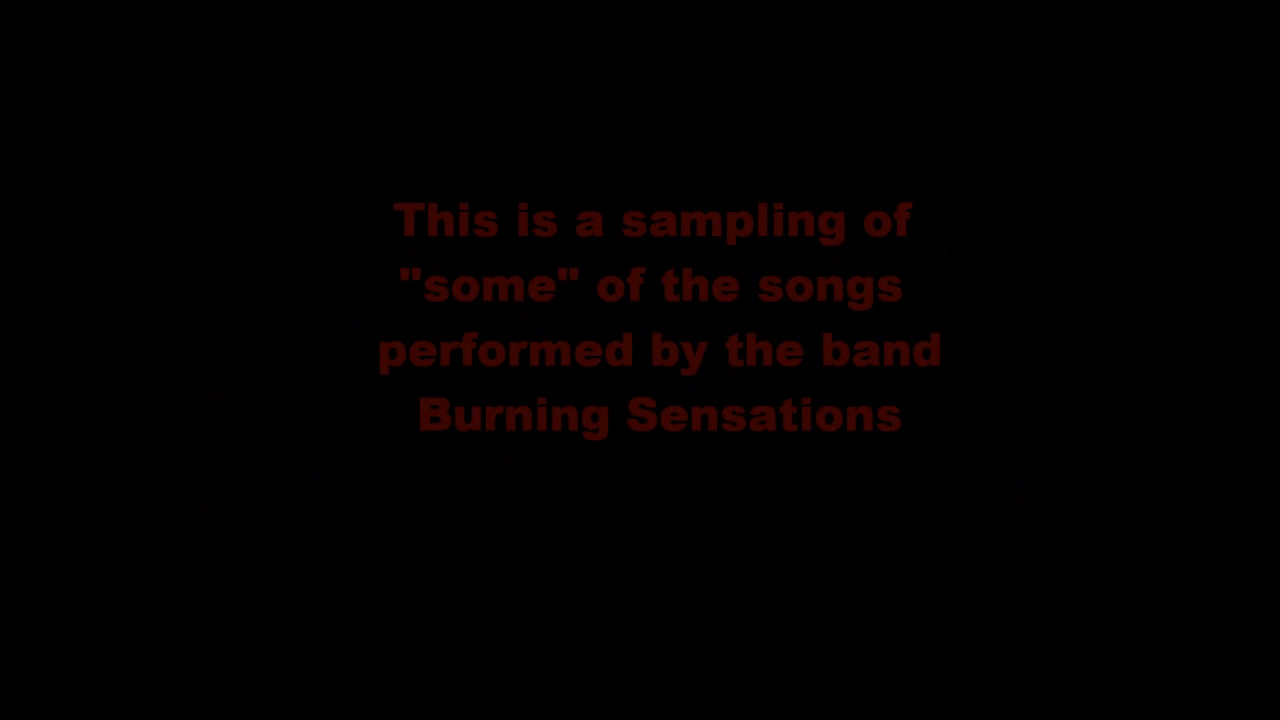 This is a sampling of
"some" of the songs
performed by the band
Burning Sensations